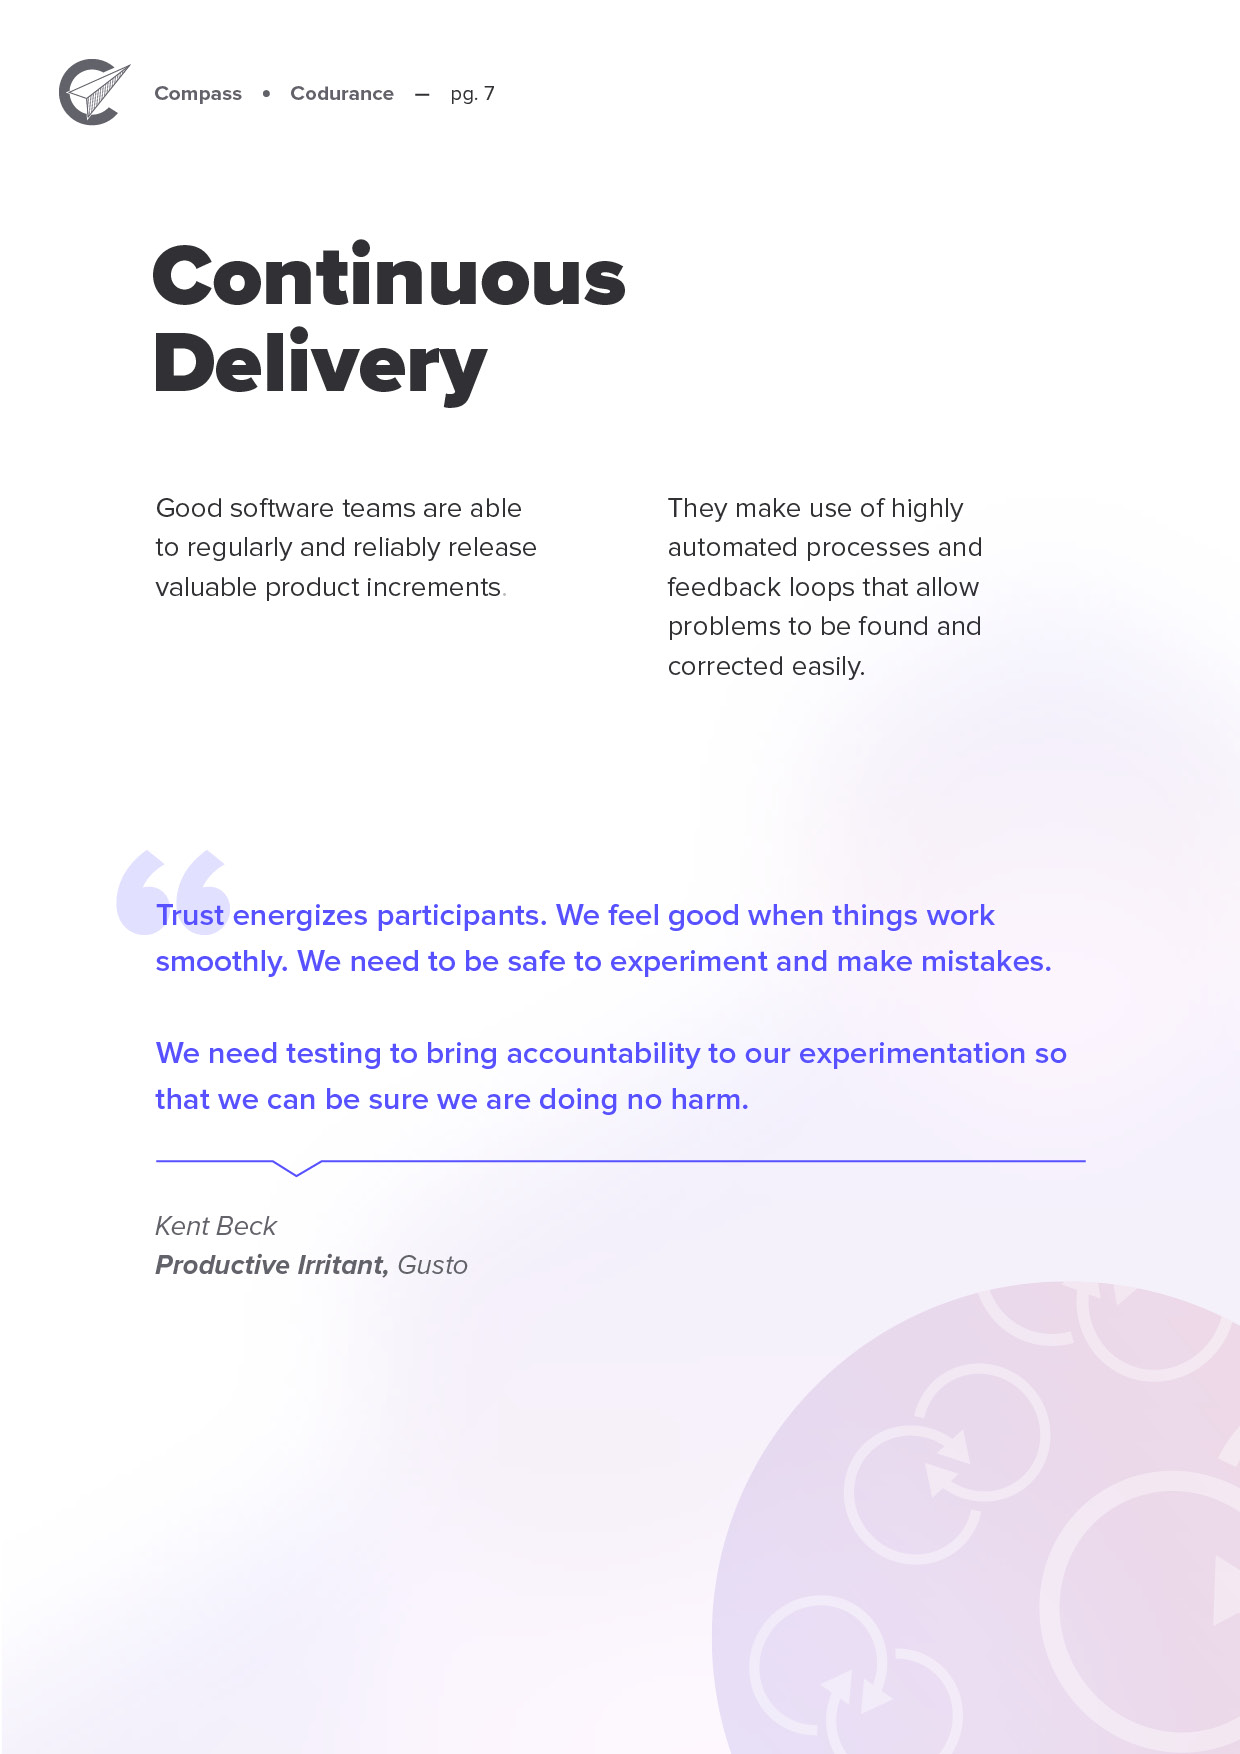 Compass • Codurance — pg. 7
Continuous
Delivery
Good software teams are able
to regularly and reliably release
valuable product increments.
They make use of highly
automated processes and
feedback loops that allow
problems to be found and
corrected easily.
“
Trust energizes participants. We feel good when things work
smoothly. We need to be safe to experiment and make mistakes.
We need testing to bring accountability to our experimentation so
that we can be sure we are doing no harm.
Kent Beck
Productive Irritant, Gusto